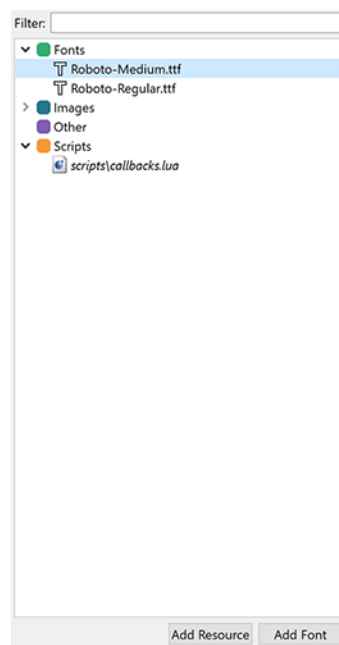 Filter:
Fonts
Roboto-Medium.ttf
Roboto-Regular.ttf
Images
Other
Scripts
scripts\callbacks.lua
Add Resource Add Font